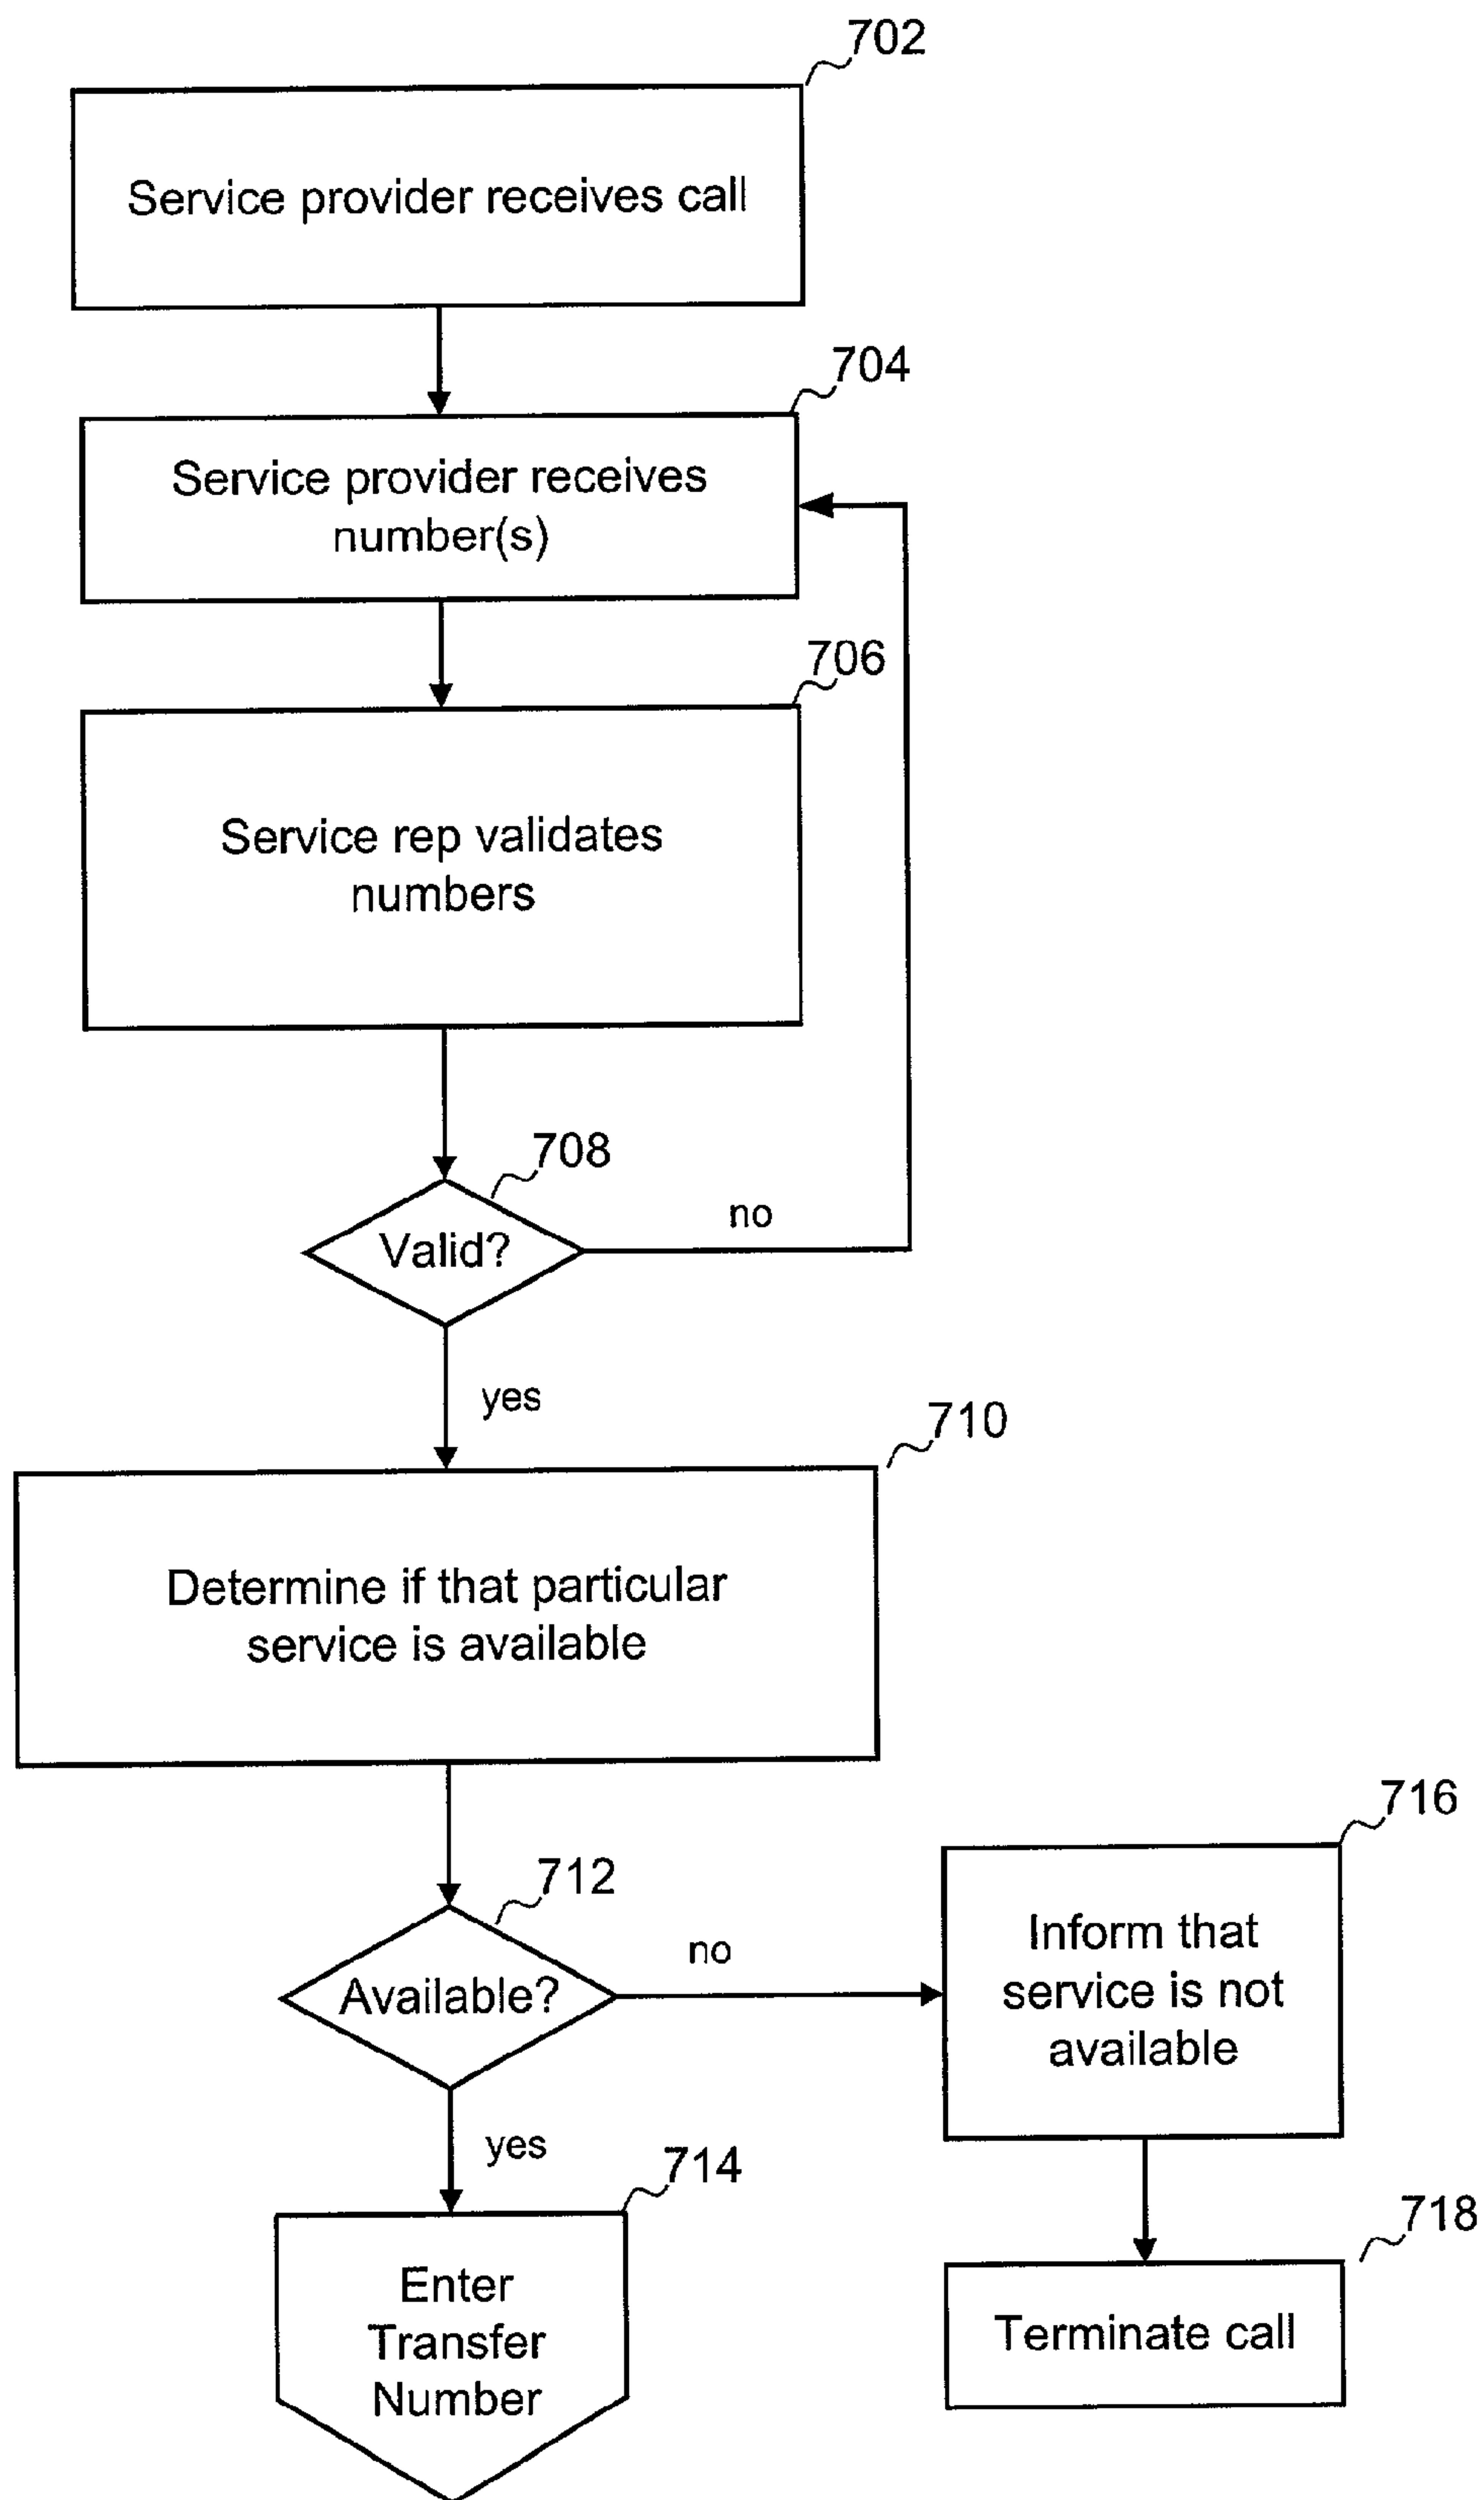 702
Service provider receives call
704
Service provider receives
number(s)
706
Service rep validates
numbers
708
Valid?
no
yes
710
Determine if that particular
service is available
712
Available?
no
716
Inform that
service is not
available
yes
714
Enter
Transfer
Number
718
Terminate call